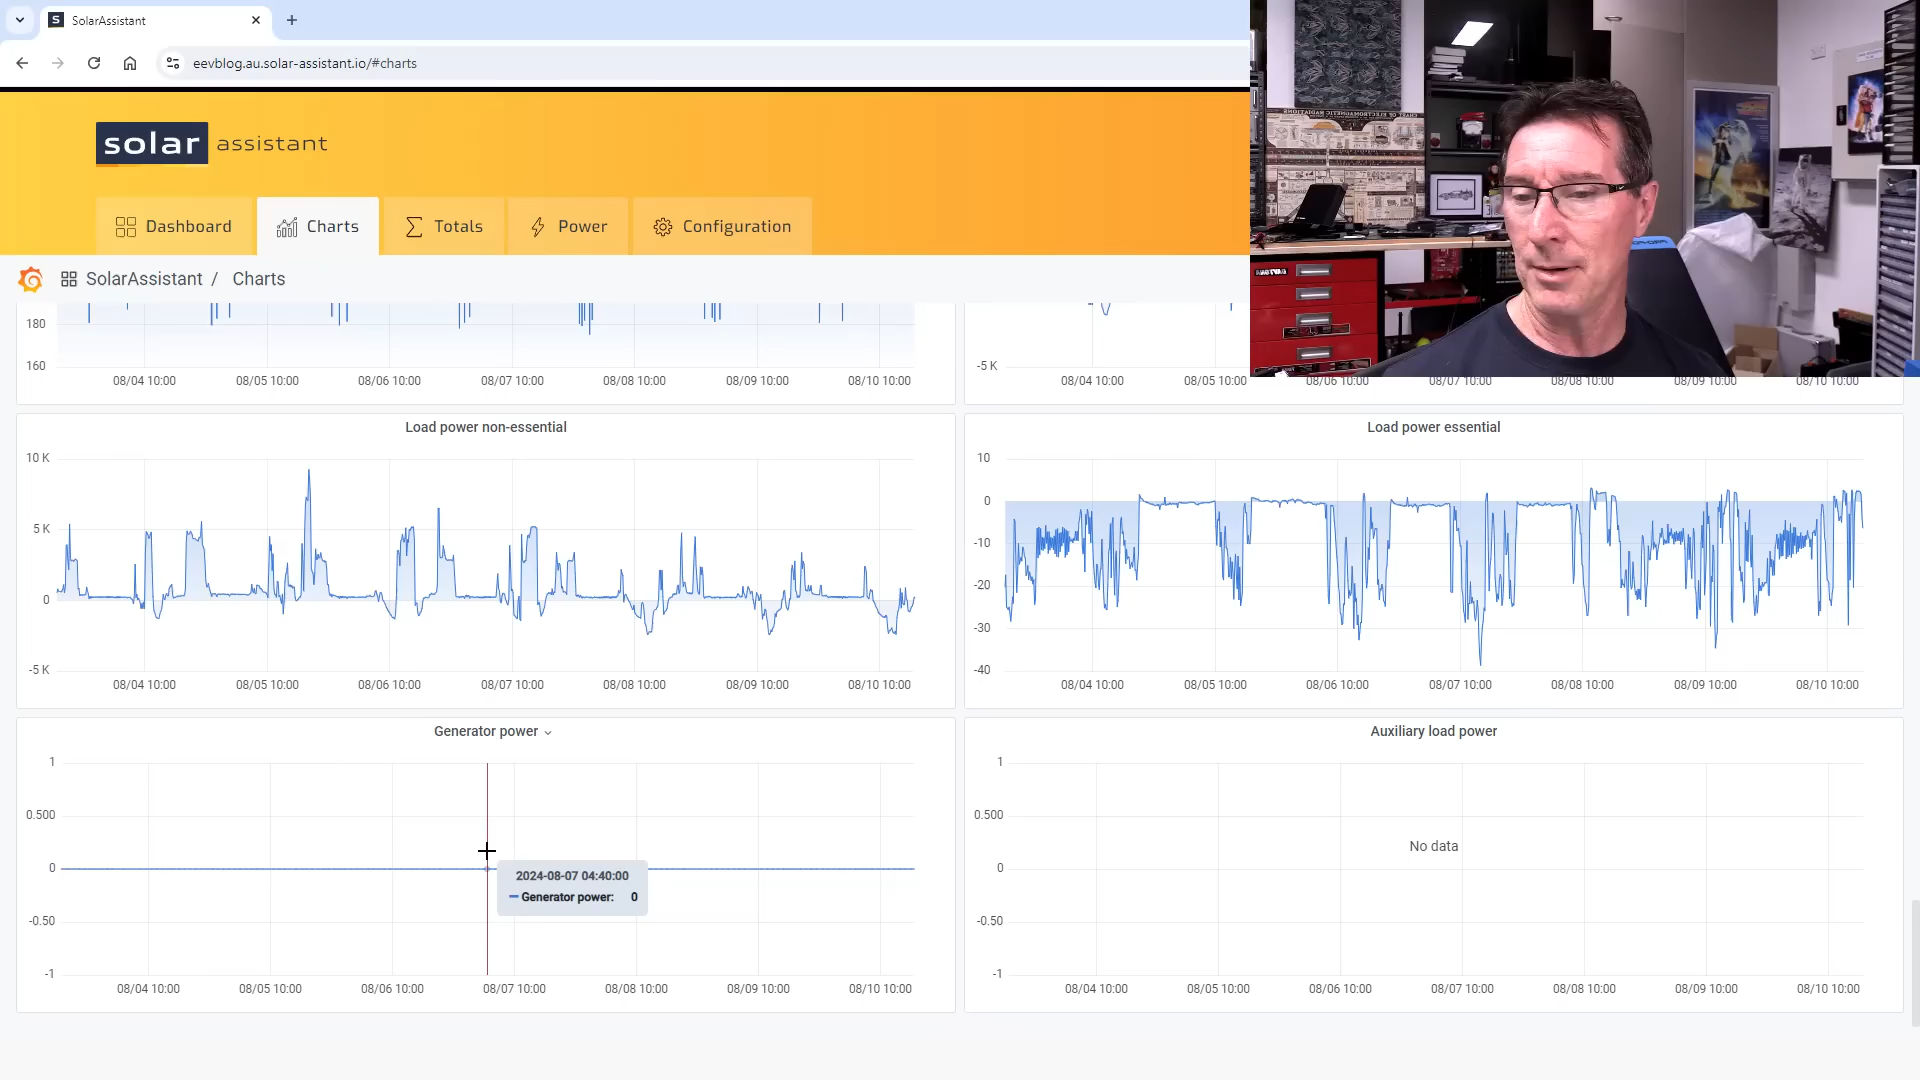 SolarAssistant
eevblog.au.solar-assistant.io/#charts
solar assistant
Dashboard
Charts
Totals
Power
Configuration
SolarAssistant / Charts
180
160
08/04 10:00 08/05 10:00 08/06 10:00 08/07 10:00 08/08 10:00 08/09 10:00 08/10 10:00
-5 K
08/04 10:00 08/05 10:00 08/06 10:00 08/07 10:00 08/08 10:00 08/09 10:00 08/10 10:00
Load power non-essential
10 K
5 K
0
-5 K
08/04 10:00 08/05 10:00 08/06 10:00 08/07 10:00 08/08 10:00 08/09 10:00 08/10 10:00
Load power essential
10
0
-10
-20
-30
-40
08/04 10:00 08/05 10:00 08/06 10:00 08/07 10:00 08/08 10:00 08/09 10:00 08/10 10:00
Generator power
1
0.500
0
-0.50
-1
2024-08-07 04:40:00
Generator power: 0
08/04 10:00 08/05 10:00 08/06 10:00 08/07 10:00 08/08 10:00 08/09 10:00 08/10 10:00
Auxiliary load power
1
0.500
0
-0.50
-1
No data
08/04 10:00 08/05 10:00 08/06 10:00 08/07 10:00 08/08 10:00 08/09 10:00 08/10 10:00